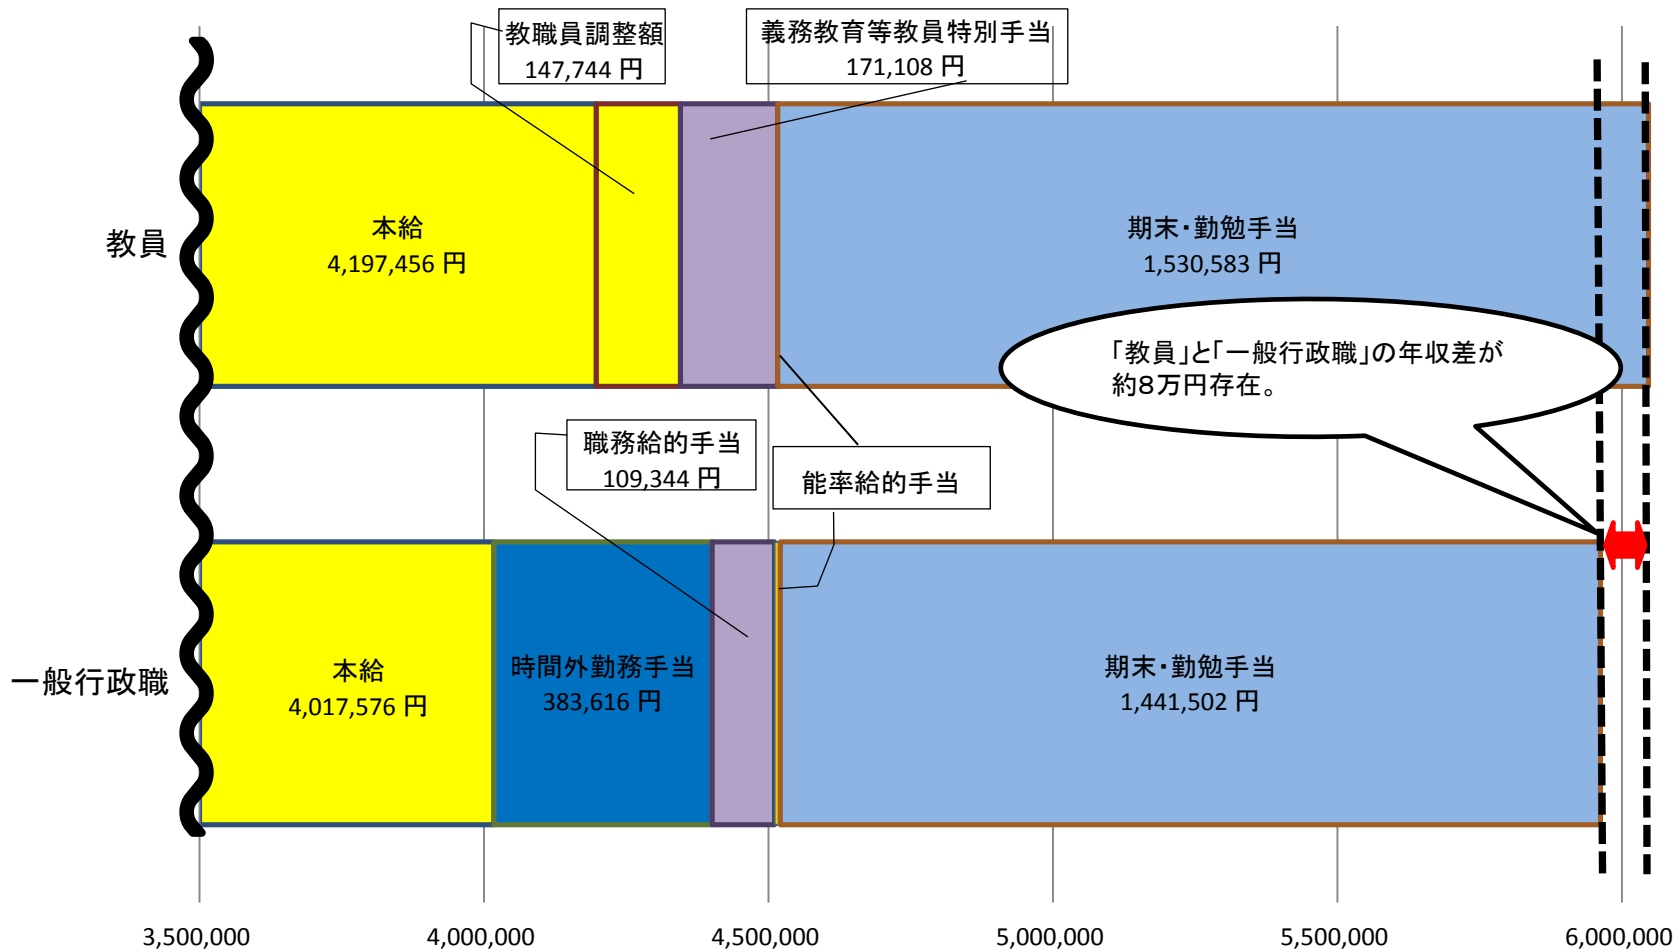 教職員調整額
147,744 円
義務教育等教員特別手当
171,108 円
教員
本給
4,197,456 円
期末・勤勉手当
1,530,583 円
「教員」と「一般行政職」の年収差が
約8万円存在。
職務給的手当
109,344 円
能率給的手当
一般行政職
本給
4,017,576 円
時間外勤務手当
383,616 円
期末・勤勉手当
1,441,502 円
3,500,000
4,000,000
4,500,000
5,000,000
5,500,000
6,000,000